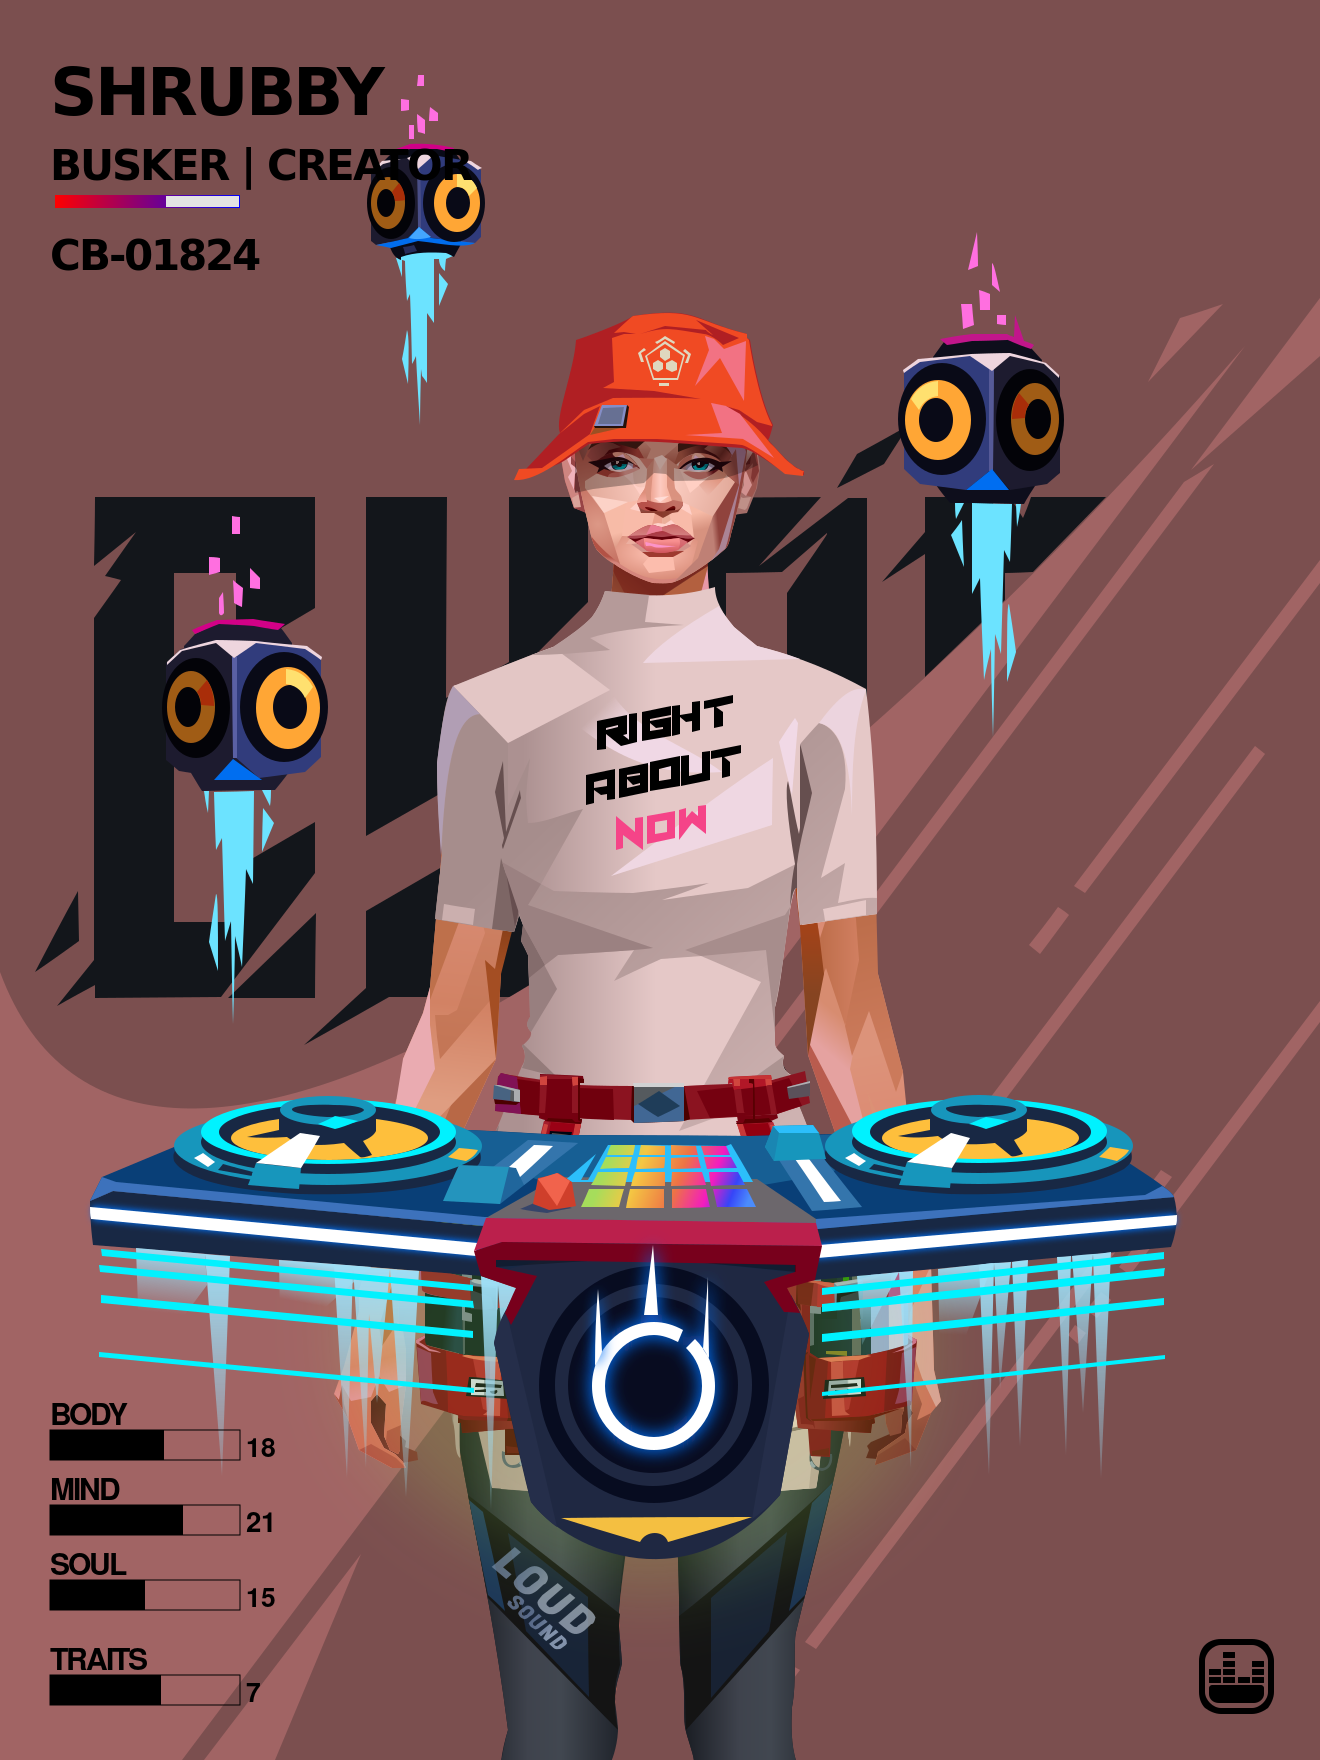 SHRUBBY
BUSKER | CREATOR
CB-01824
RIGHT
ABOUT
NOW
BODY
18
MIND
21
SOUL
15
TRAITS
7
LOUD
SOUND